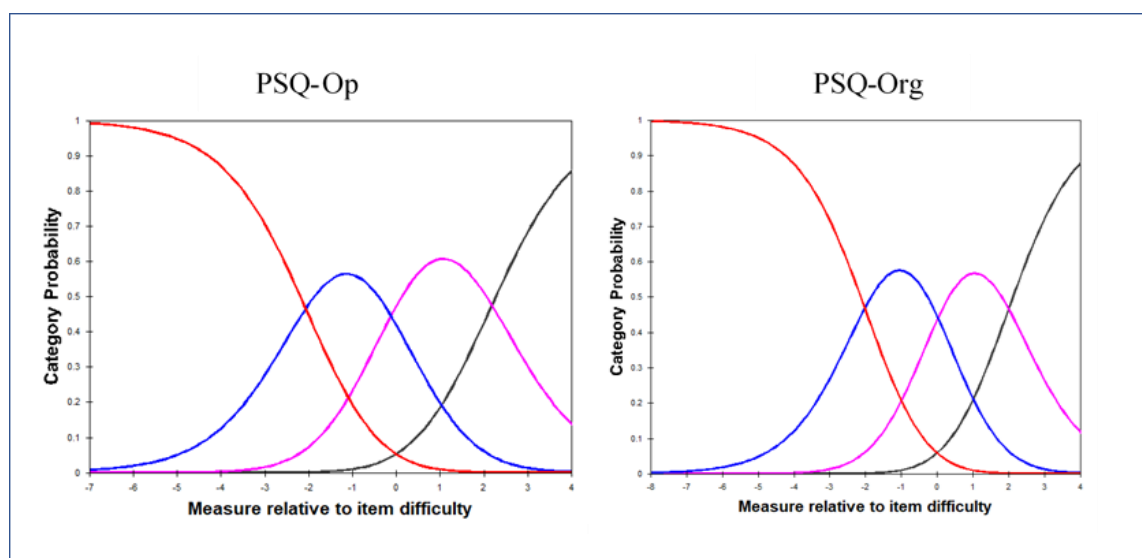 PSQ-Op
1
0.9
0.8
0.7
0.6
0.5
0.4
0.3
0.2
0.1
0
Category Probability
-7 -6 -5 -4 -3 -2 -1 0 1 2 3 4
Measure relative to item difficulty
PSQ-Org
1
0.9
0.8
0.7
0.6
0.5
0.4
0.3
0.2
0.1
0
Category Probability
-8 -7 -6 -5 -4 -3 -2 -1 0 1 2 3 4
Measure relative to item difficulty